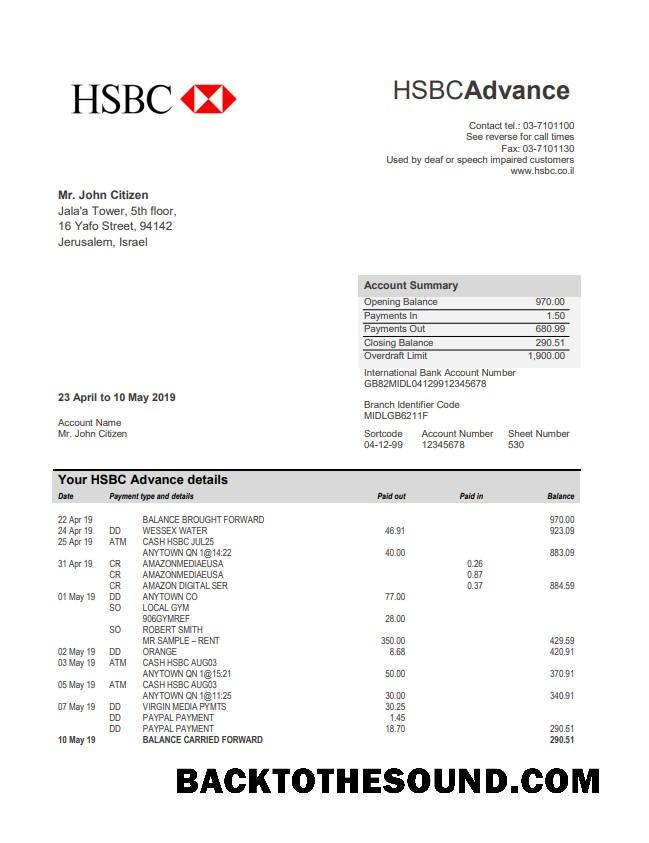 HSBC
HSBCAdvance
Contact tel.: 03-7101100
See reverse for call times
Fax: 03-7101130
Used by deaf or speech impaired customers
www.hsbc.co.il
Mr. John Citizen
Jala'a Tower, 5th floor,
16 Yafo Street, 94142
Jerusalem, Israel
Account Summary
Opening Balance 970.00
Payments In 1.50
Payments Out 680.99
Closing Balance 290.51
Overdraft Limit 1,900.00
International Bank Account Number
GB82MIDL04129912345678
23 April to 10 May 2019
Branch Identifier Code
MIDLGB6211F
Account Name
Mr. John Citizen
Sortcode Account Number Sheet Number
04-12-99 12345678 530
Your HSBC Advance details
Date Payment type and details Paid out Paid in Balance
22 Apr 19 BALANCE BROUGHT FORWARD 970.00
24 Apr 19 DD WESSEX WATER 46.91 923.09
25 Apr 19 ATM CASH HSBC JUL25
ANYTOWN QN 1@14:22 40.00 883.09
31 Apr 19 CR AMAZONMEDIAEUSA 0.26
CR AMAZONMEDIAEUSA 0.87
CR AMAZON DIGITAL SER 0.37 884.59
01 May 19 DD ANYTOWN CO 77.00
SO LOCAL GYM
906GYMREF 28.00
SO ROBERT SMITH
MR SAMPLE – RENT 350.00 429.59
02 May 19 DD ORANGE 8.68 420.91
03 May 19 ATM CASH HSBC AUG03
ANYTOWN QN 1@15:21 50.00 370.91
05 May 19 ATM CASH HSBC AUG03
ANYTOWN QN 1@11:25 30.00 340.91
07 May 19 DD VIRGIN MEDIA PYMTS 30.25
DD PAYPAL PAYMENT 1.45
DD PAYPAL PAYMENT 18.70 290.51
10 May 19 BALANCE CARRIED FORWARD 290.51
BACKTOTHESOUND.COM